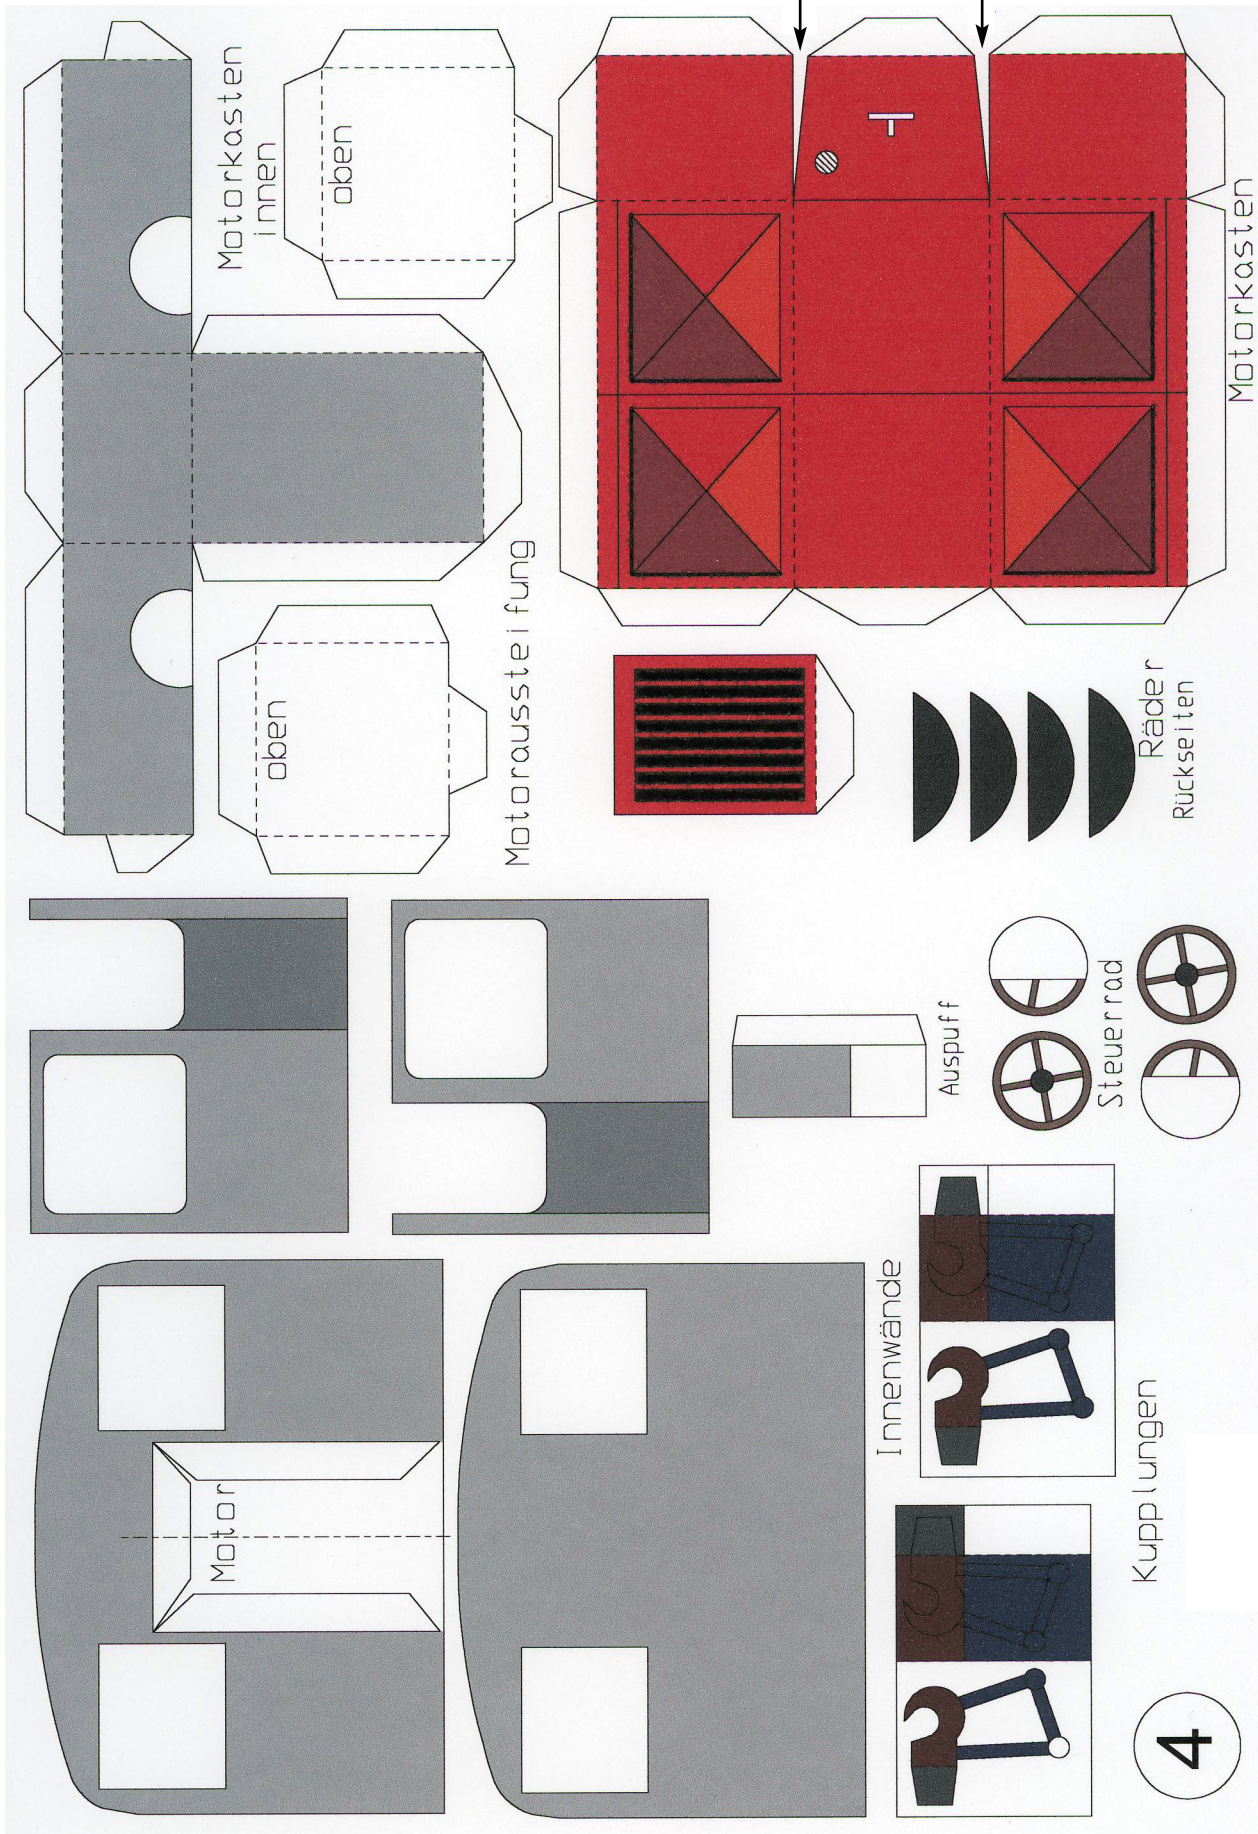 Motorkasten
innen
oben
Motorkasten
Motoraussteifung
oben
Räder
Rückseiten
Auspuff
Steuerrad
Innenwände
Kupplungen
Motor
4